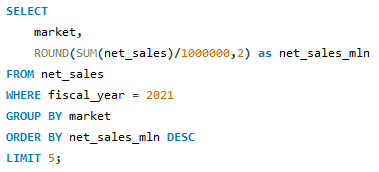 SELECT
market,
ROUND(SUM(net_sales)/1000000,2) as net_sales_mln
FROM net_sales
WHERE fiscal_year = 2021
GROUP BY market
ORDER BY net_sales_mln DESC
LIMIT 5;